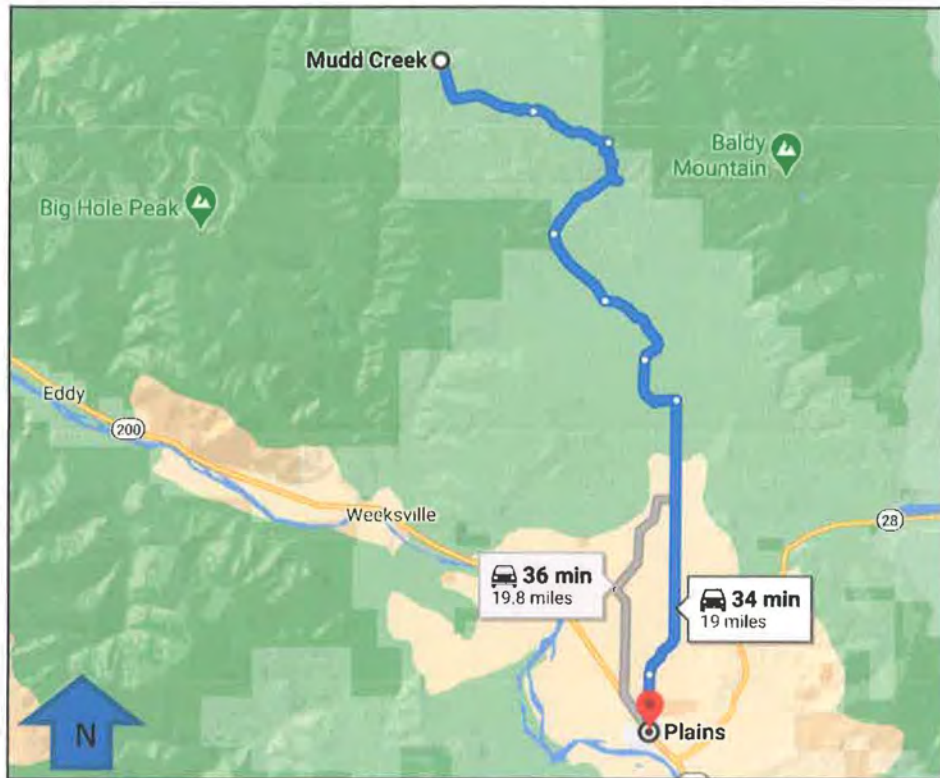 Mudd Creek
Baldy
Mountain
Big Hole Peak
Eddy
200
Weeksville
28
36 min
19.8 miles
34 min
19 miles
Plains
N